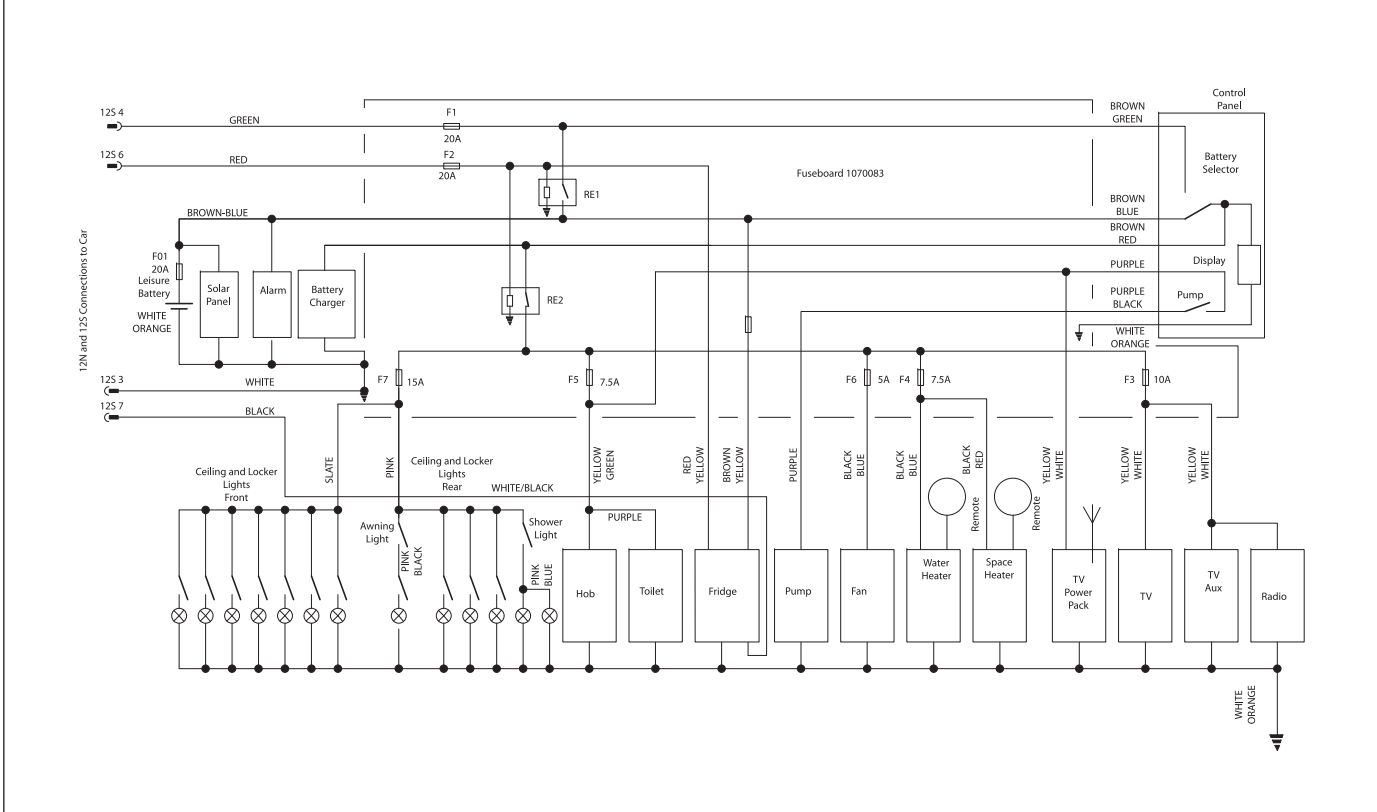 Control
Panel
12S 4
GREEN
F1
20A
BROWN
GREEN
12S 6
RED
F2
20A
Fuseboard 1070083
Battery
Selector
RE1
BROWN-BLUE
BROWN
BLUE
BROWN
RED
12N and 12S Connections to Car
F01
20A
Leisure
Battery
WHITE
ORANGE
Solar
Panel
Alarm
Battery
Charger
RE2
PURPLE
Display
PURPLE
BLACK
Pump
WHITE
ORANGE
12S 3
WHITE
F7
15A
F5
7.5A
F6
5A
F4
7.5A
F3
10A
12S 7
BLACK
Ceiling and Locker
Lights
Front
SLATE
PINK
Ceiling and Locker
Lights
Rear
WHITE/BLACK
YELLOW
GREEN
RED
YELLOW
BROWN
YELLOW
PURPLE
BLACK
BLUE
BLACK
BLUE
BLACK
RED
YELLOW
WHITE
YELLOW
WHITE
YELLOW
WHITE
Remote
Remote
Awning
Light
PINK
BLACK
Shower
Light
PINK
BLUE
PURPLE
Hob
Toilet
Fridge
Pump
Fan
Water
Heater
Space
Heater
TV
Power
Pack
TV
TV
Aux
Radio
WHITE
ORANGE